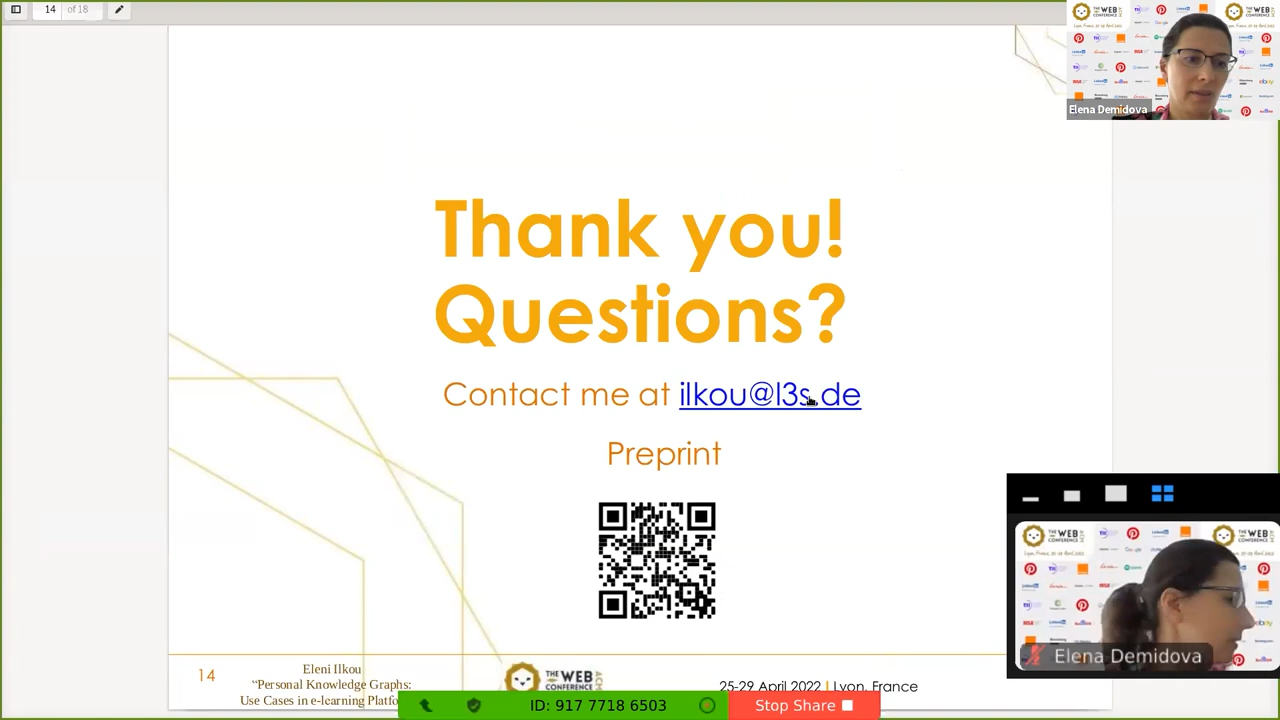 14 of 18
Elena Demidova
Thank you!
Questions?
Contact me at ilkou@l3s.de
Preprint
Elena Demidova
14
Eleni Ilkou
“Personal Knowledge Graphs:
Use Cases in e-learning Platfo
THE WEB
CONFERENCE
25-29 April 2022 | Lyon, France
ID: 917 7718 6503
Stop Share